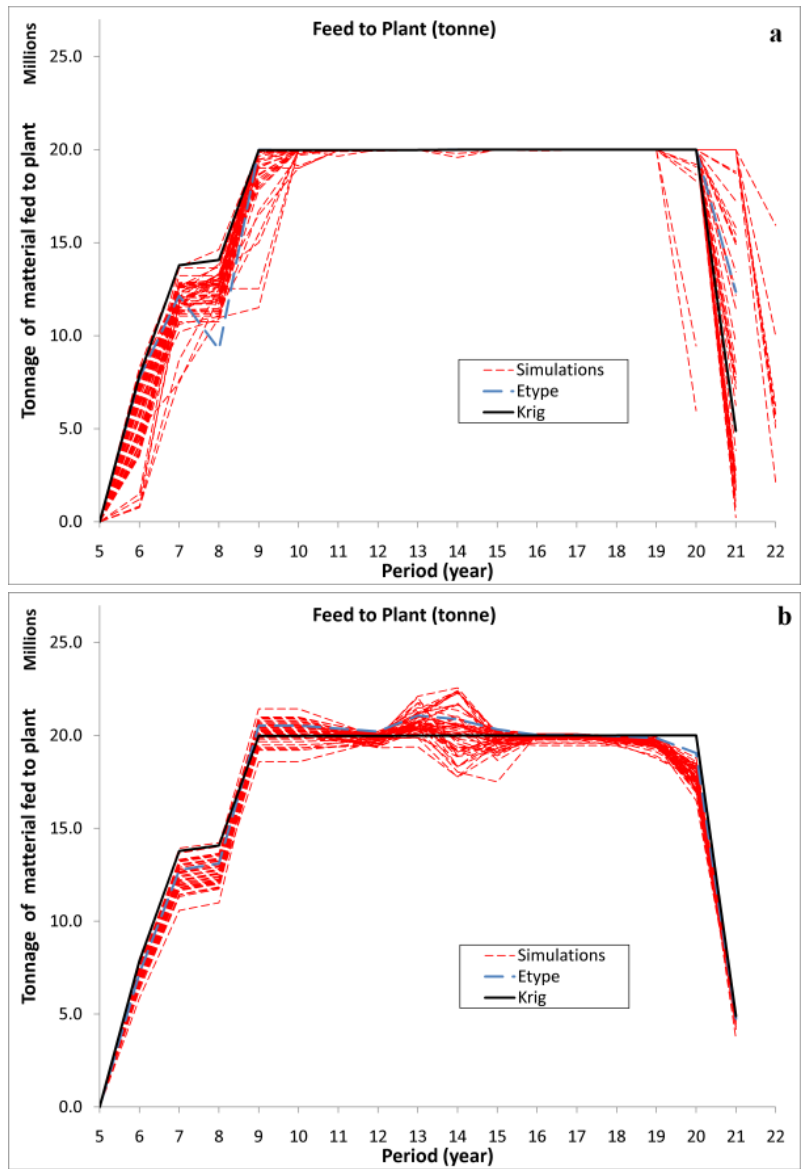 Feed to Plant (tonne)
a
Millions
Tonnage of matterial fed to plant
25.0
20.0
15.0
10.0
5.0
0.0
Simulations
Etype
Krig
5 6 7 8 9 10 11 12 13 14 15 16 17 18 19 20 21 22
Period (year)
Feed to Plant (tonne)
b
Millions
Tonnage of matterial fed to plant
25.0
20.0
15.0
10.0
5.0
0.0
Simulations
Etype
Krig
5 6 7 8 9 10 11 12 13 14 15 16 17 18 19 20 21 22
Period (year)